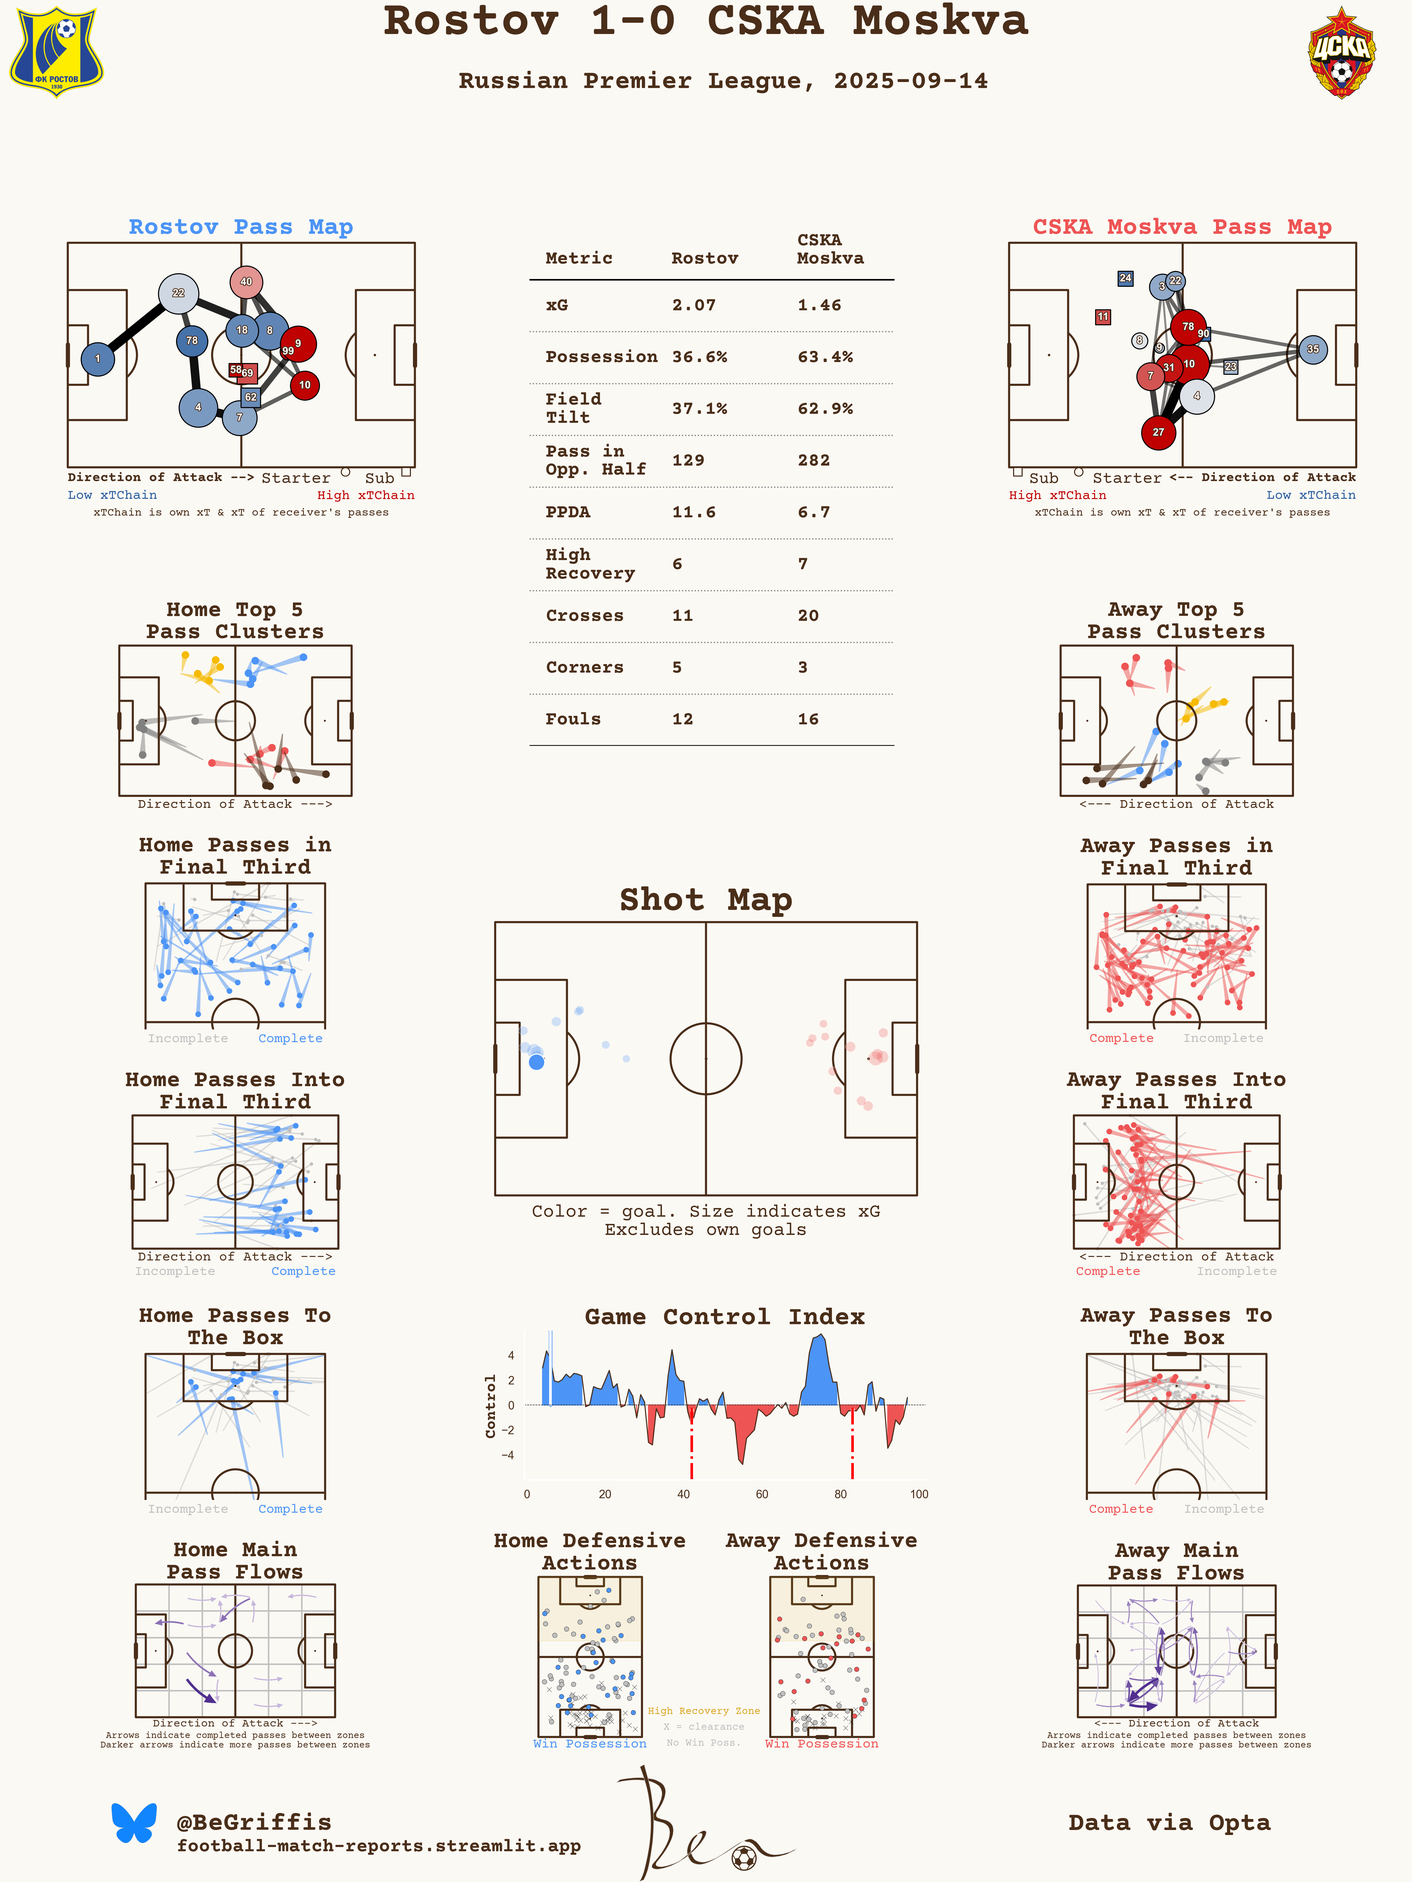 Rostov 1-0 CSKA Moskva
Russian Premier League, 2025-09-14
ФК РОСТОВ
1930
ЦСКА
Rostov Pass Map
22
40
78
18
8
9
99
1
58
69
10
62
4
7
Direction of Attack --> Starter Sub
Low xTChain High xTChain
xTChain is own xT & xT of receiver's passes
Metric Rostov CSKA Moskva
xG 2.07 1.46
Possession 36.6% 63.4%
Field Tilt 37.1% 62.9%
Pass in Opp. Half 129 282
PPDA 11.6 6.7
High Recovery 6 7
Crosses 11 20
Corners 5 3
Fouls 12 16
CSKA Moskva Pass Map
24
3
22
11
78
90
8
9
35
10
31
7
23
4
27
Sub Starter <-- Direction of Attack
High xTChain Low xTChain
xTChain is own xT & xT of receiver's passes
Home Top 5
Pass Clusters
Direction of Attack --->
Away Top 5
Pass Clusters
<--- Direction of Attack
Home Passes in
Final Third
Incomplete Complete
Shot Map
Color = goal. Size indicates xG
Excludes own goals
Away Passes in
Final Third
Complete Incomplete
Home Passes Into
Final Third
Direction of Attack --->
Incomplete Complete
Away Passes Into
Final Third
<--- Direction of Attack
Complete Incomplete
Home Passes To
The Box
Incomplete Complete
Game Control Index
Control
4
2
0
−2
−4
0 20 40 60 80 100
Away Passes To
The Box
Complete Incomplete
Home Main
Pass Flows
Direction of Attack --->
Arrows indicate completed passes between zones
Darker arrows indicate more passes between zones
Home Defensive
Actions
Win Possession
High Recovery Zone
X = clearance
No Win Poss.
Away Defensive
Actions
Win Possession
Away Main
Pass Flows
<--- Direction of Attack
Arrows indicate completed passes between zones
Darker arrows indicate more passes between zones
@BeGriffis
football-match-reports.streamlit.app
Ben
Data via Opta